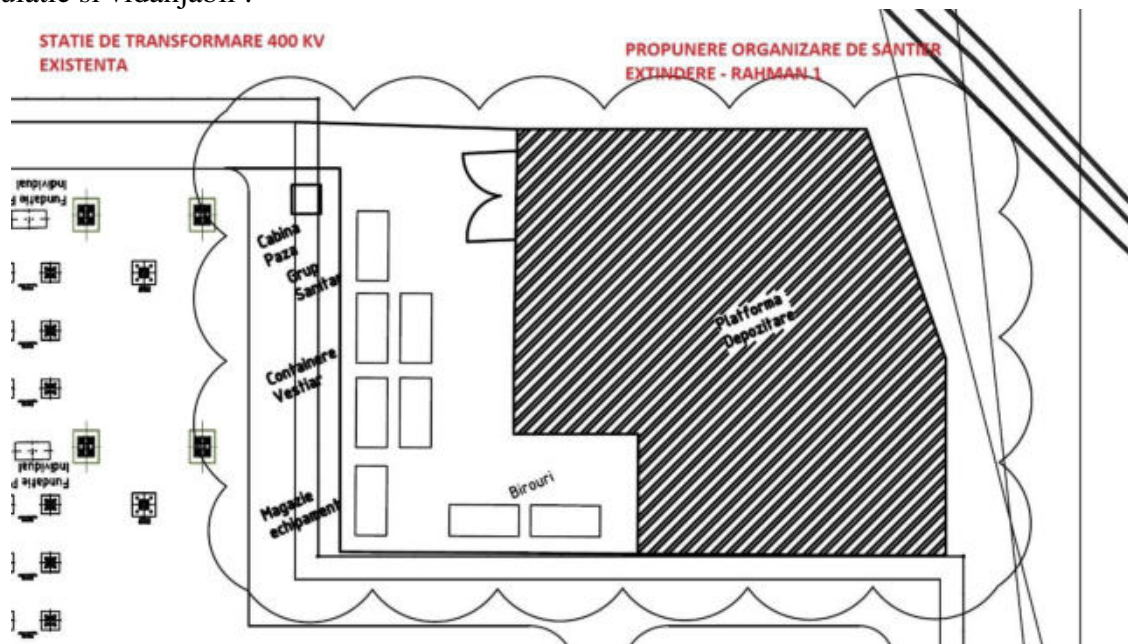 STATIE DE TRANSFORMARE 400 KV
EXISTENTA
PROPUNERE ORGANIZARE DE SANTIER
EXTINDERE - RAHMAN 1
Individual
Fundatie
Cabina
Paza
Grup
Sanitar
Containere
Vestiar
Magazie
echipament
Birouri
Platforma
Depozitare
Individual
Fundatie P